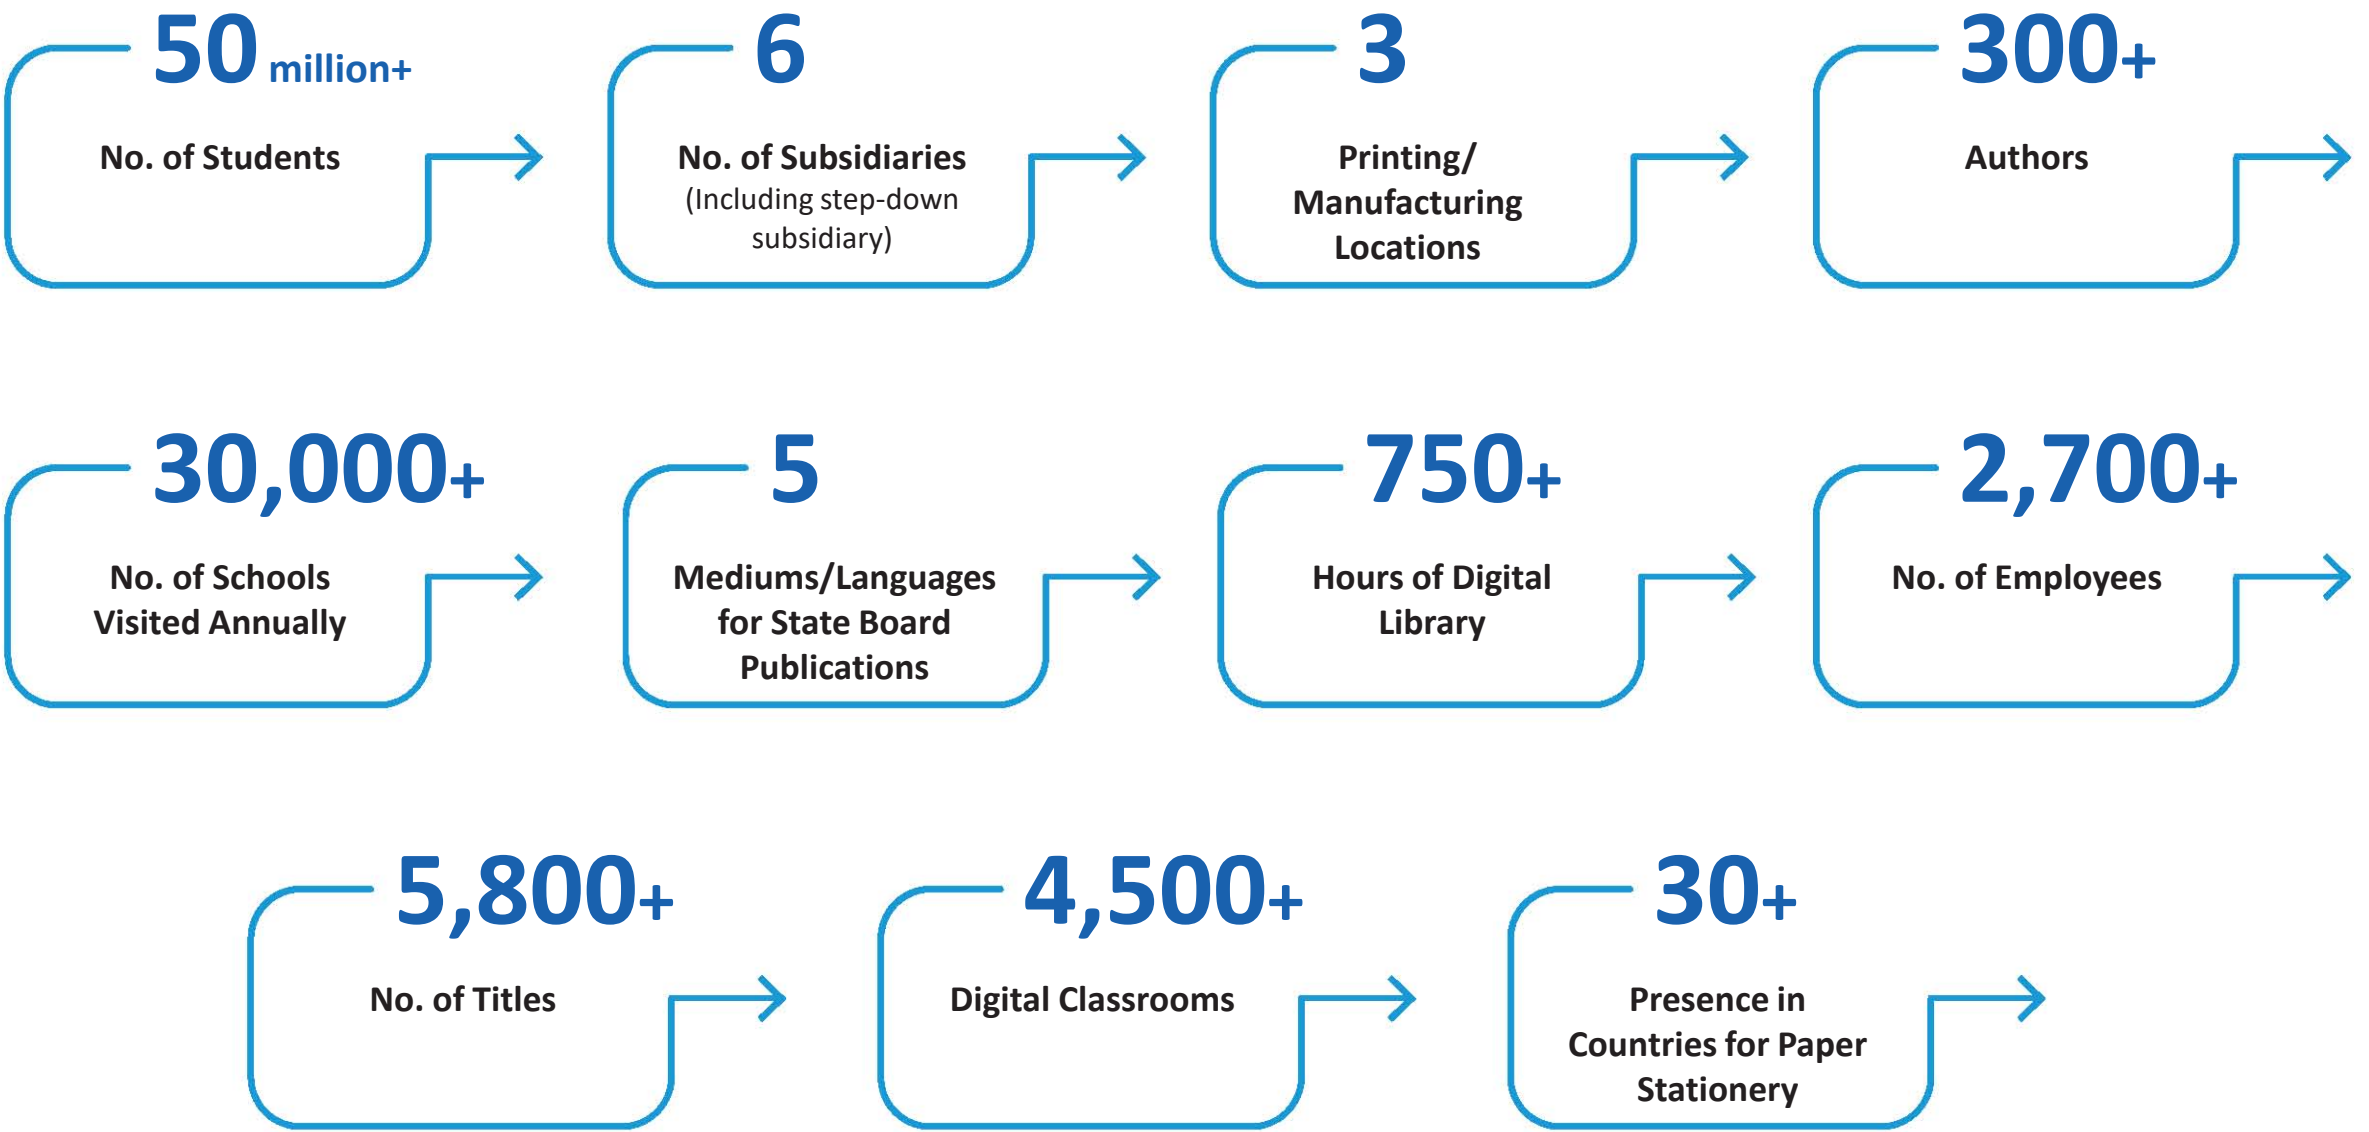 50 million+
No. of Students
6
No. of Subsidiaries
(Including step-down
subsidiary)
3
Printing/
Manufacturing
Locations
300+
Authors
30,000+
No. of Schools
Visited Annually
5
Mediums/Languages
for State Board
Publications
750+
Hours of Digital
Library
2,700+
No. of Employees
5,800+
No. of Titles
4,500+
Digital Classrooms
30+
Presence in
Countries for Paper
Stationery